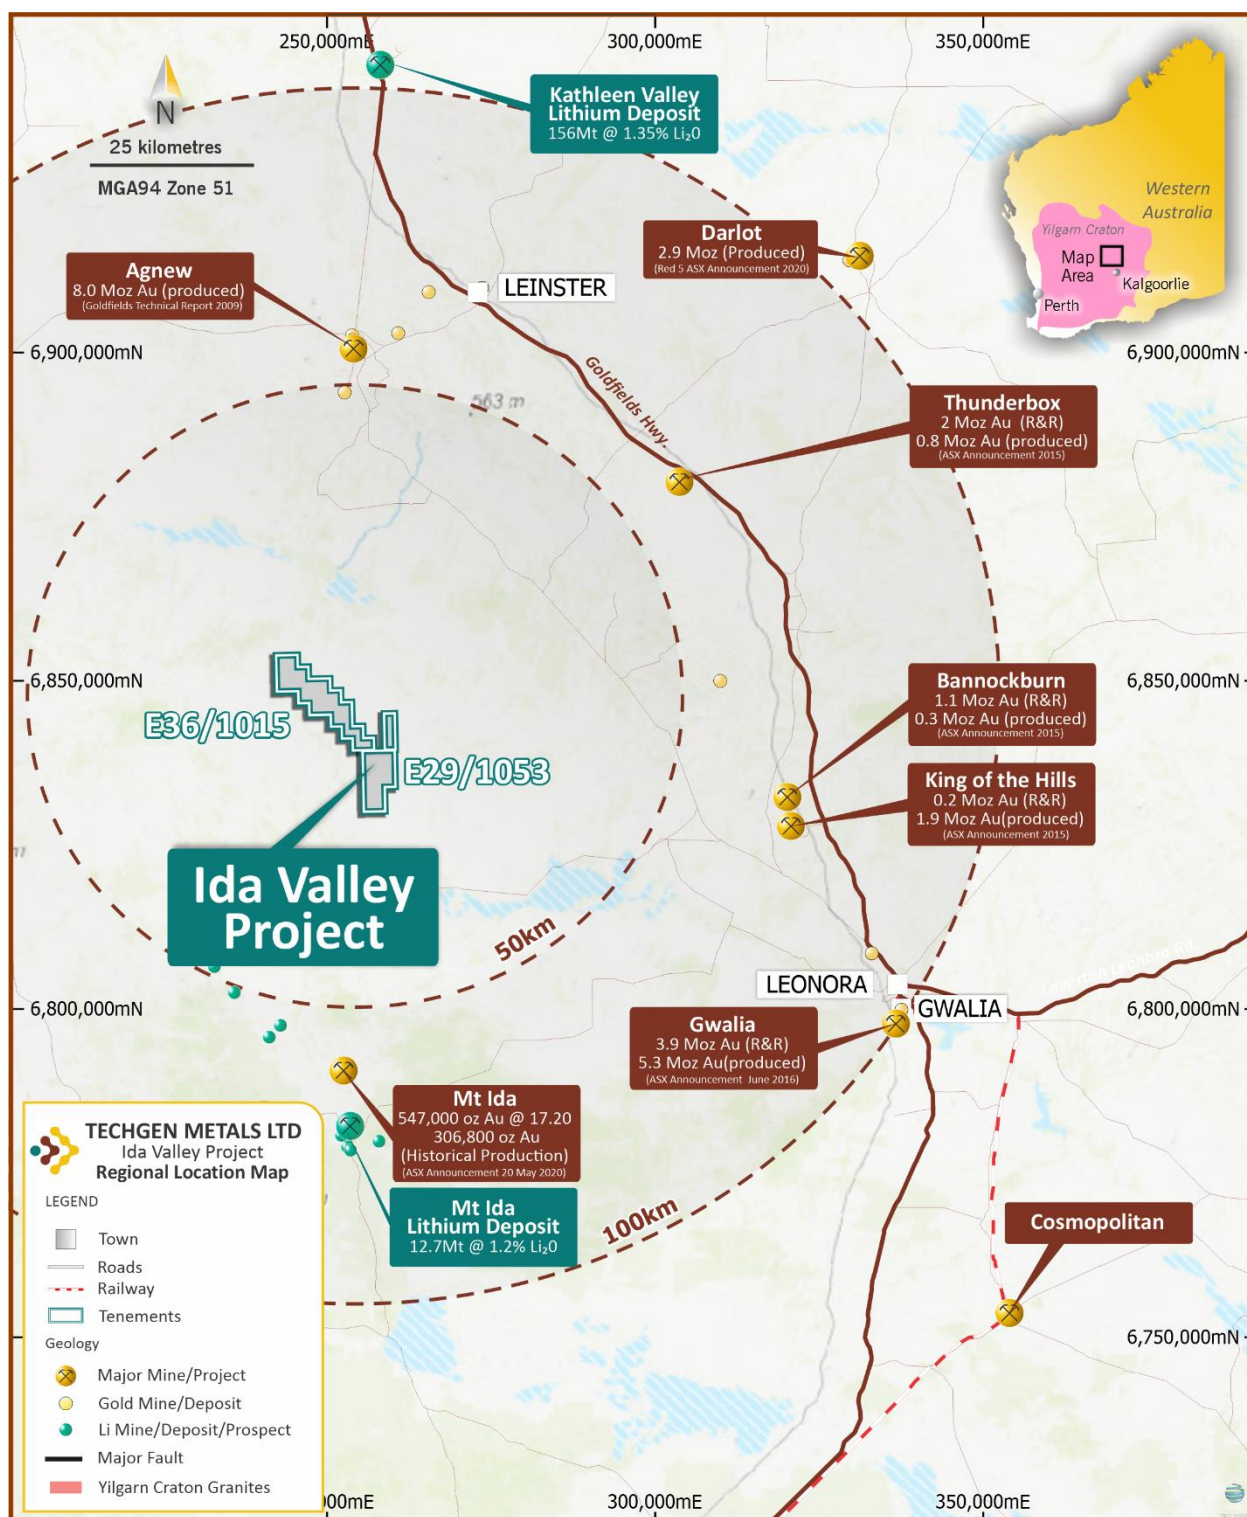 250,000mE
300,000mE
350,000mE
N
25 kilometres
MGA94 Zone 51
Kathleen Valley
Lithium Deposit
156Mt @ 1.35% Li₂0
Western
Australia
Yilgarn Craton
Map
Area
Kalgoorlie
Perth
Darlot
2.9 Moz (Produced)
(Red 5 ASX Announcement 2020)
Agnew
8.0 Moz Au (produced)
(Goldfields Technical Report 2009)
LEINSTER
6,900,000mN
6,900,000mN
Goldfields Hwy.
563 m
Thunderbox
2 Moz Au (R&R)
0.8 Moz Au (produced)
(ASX Announcement 2015)
6,850,000mN
6,850,000mN
E36/1015
E29/1053
Bannockburn
1.1 Moz Au (R&R)
0.3 Moz Au (produced)
(ASX Announcement 2015)
King of the Hills
0.2 Moz Au (R&R)
1.9 Moz Au(produced)
(ASX Announcement 2015)
m
Ida Valley
Project
50km
Laverton Leonora Rd.
LEONORA
GWALIA
6,800,000mN
6,800,000mN
Gwalia
3.9 Moz Au (R&R)
5.3 Moz Au(produced)
(ASX Announcement June 2016)
Mt Ida
547,000 oz Au @ 17.20
306,800 oz Au
(Historical Production)
(ASX Announcement 20 May 2020)
Mt Ida
Lithium Deposit
12.7Mt @ 1.2% Li₂0
100km
Cosmopolitan
6,750,000mN
TECHGEN METALS LTD
Ida Valley Project
Regional Location Map
LEGEND
Town
Roads
Railway
Tenements
Geology
Major Mine/Project
Gold Mine/Deposit
Li Mine/Deposit/Prospect
Major Fault
Yilgarn Craton Granites
,000mE
300,000mE
350,000mE